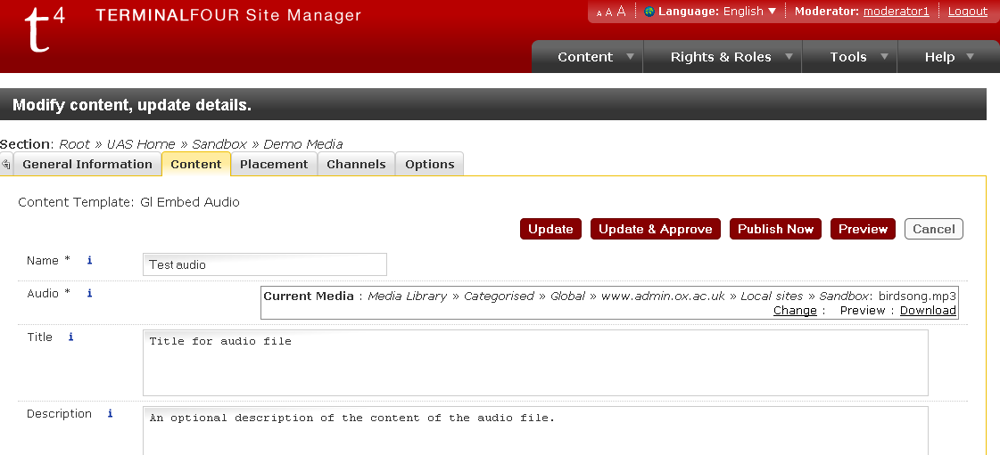 t4 TERMINALFOUR Site Manager
A A A Language: English Moderator: moderator1 Logout
Content Rights & Roles Tools Help
Modify content, update details.
Section: Root » UAS Home » Sandbox » Demo Media
General Information Content Placement Channels Options
Content Template: Gl Embed Audio
Update Update & Approve Publish Now Preview Cancel
Name * i Test audio
Audio * i Current Media : Media Library » Categorised » Global » www.admin.ox.ac.uk » Local sites » Sandbox: birdsong.mp3
Change : Preview : Download
Title i Title for audio file
Description i An optional description of the content of the audio file.